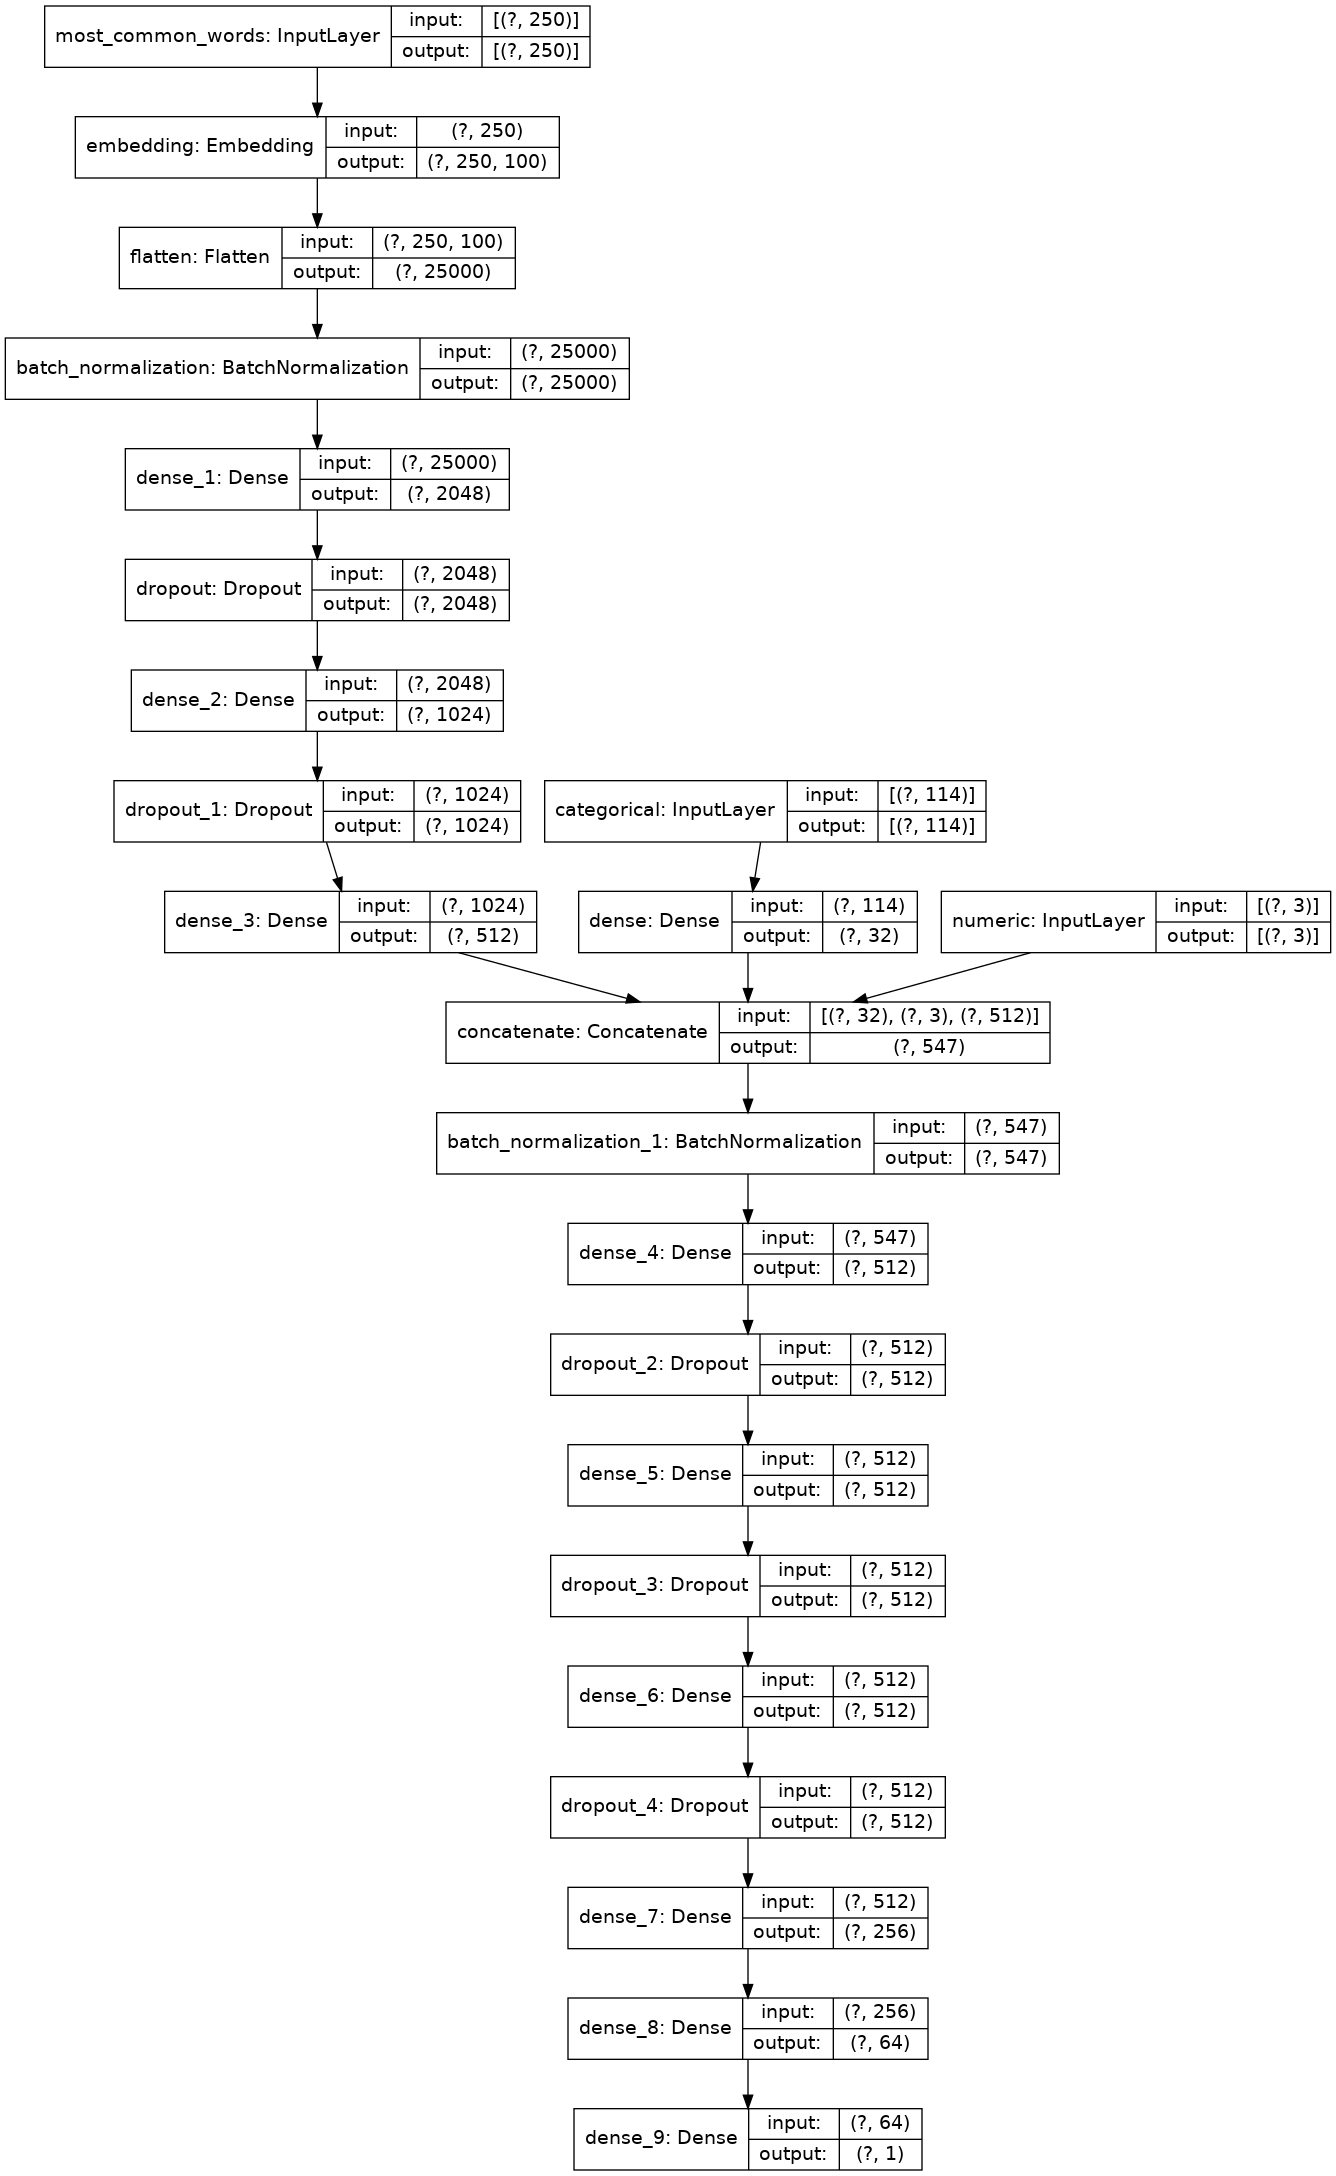 most_common_words: InputLayer
input: [(?, 250)]
output: [(?, 250)]
embedding: Embedding
input: (?, 250)
output: (?, 250, 100)
flatten: Flatten
input: (?, 250, 100)
output: (?, 25000)
batch_normalization: BatchNormalization
input: (?, 25000)
output: (?, 25000)
dense_1: Dense
input: (?, 25000)
output: (?, 2048)
dropout: Dropout
input: (?, 2048)
output: (?, 2048)
dense_2: Dense
input: (?, 2048)
output: (?, 1024)
dropout_1: Dropout
input: (?, 1024)
output: (?, 1024)
categorical: InputLayer
input: [(?, 114)]
output: [(?, 114)]
dense_3: Dense
input: (?, 1024)
output: (?, 512)
dense: Dense
input: (?, 114)
output: (?, 32)
numeric: InputLayer
input: [(?, 3)]
output: [(?, 3)]
concatenate: Concatenate
input: [(?, 32), (?, 3), (?, 512)]
output: (?, 547)
batch_normalization_1: BatchNormalization
input: (?, 547)
output: (?, 547)
dense_4: Dense
input: (?, 547)
output: (?, 512)
dropout_2: Dropout
input: (?, 512)
output: (?, 512)
dense_5: Dense
input: (?, 512)
output: (?, 512)
dropout_3: Dropout
input: (?, 512)
output: (?, 512)
dense_6: Dense
input: (?, 512)
output: (?, 512)
dropout_4: Dropout
input: (?, 512)
output: (?, 512)
dense_7: Dense
input: (?, 512)
output: (?, 256)
dense_8: Dense
input: (?, 256)
output: (?, 64)
dense_9: Dense
input: (?, 64)
output: (?, 1)